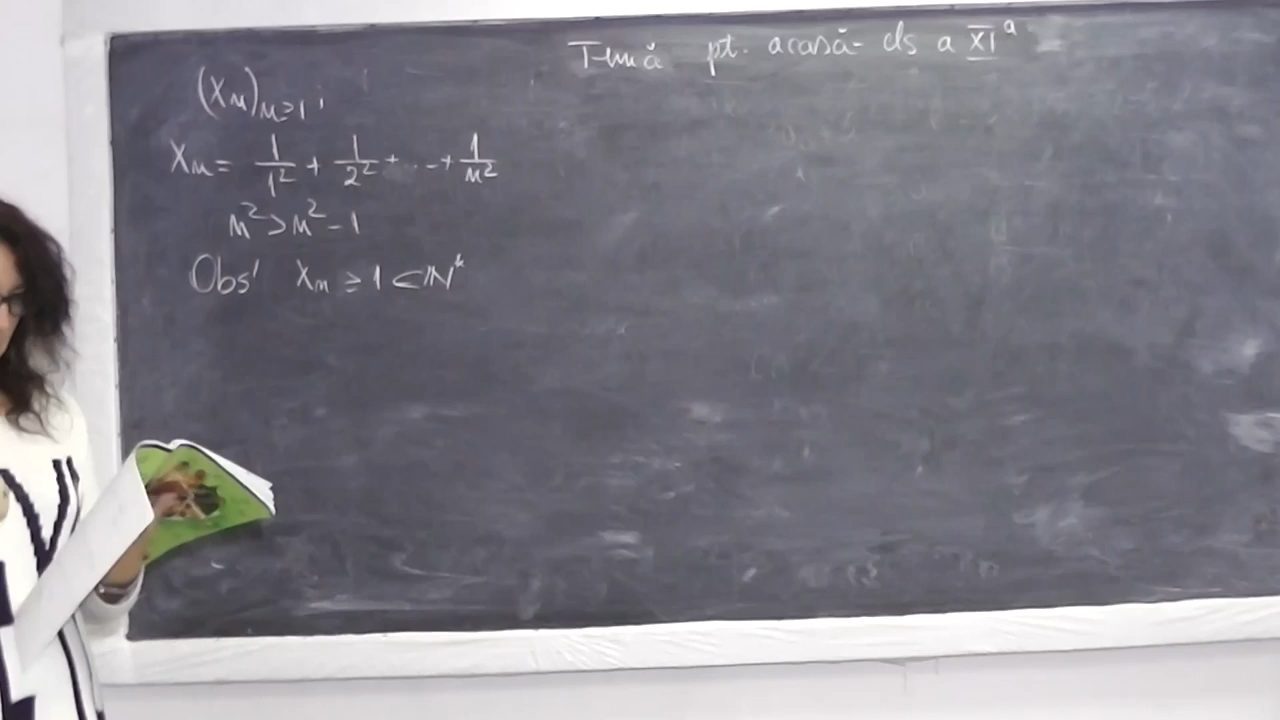 Temă pt. acasă - cls a XI a
(Xn)n≥1
Xn = 1/1² + 1/2² + ... + 1/n²
n² > n² - 1
Obs! Xn ≥ 1 ⊂ ℕ*